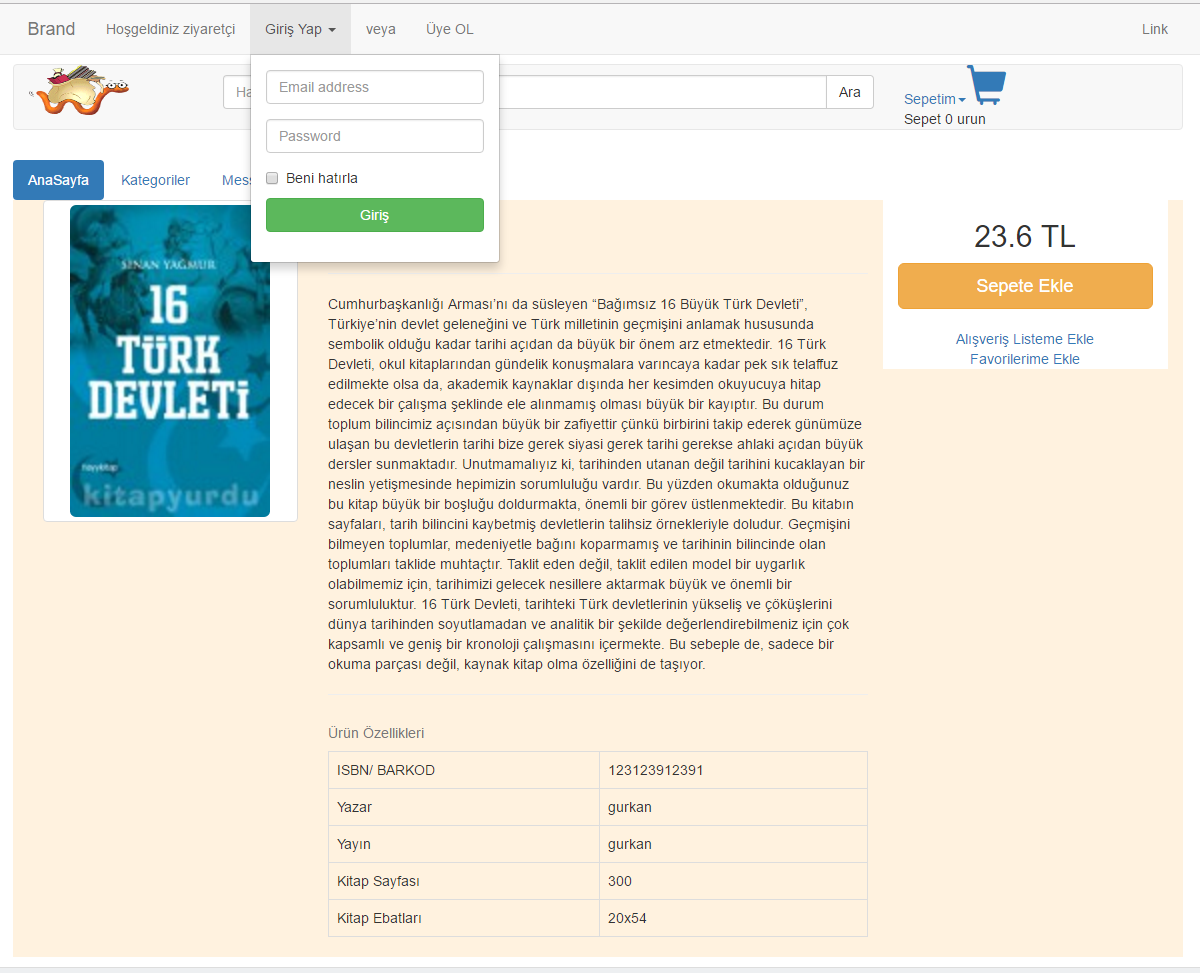 Brand Hoşgeldiniz ziyaretçi Giriş Yap veya Üye OL Link
Email address
Password
Beni hatırla
Giriş
Ara
Sepetim
Sepet 0 urun
AnaSayfa Kategoriler
SİNAN YAĞMUR
16
TÜRK
DEVLETİ
hayykitap
kitapyurdu
23.6 TL
Sepete Ekle
Alışveriş Listeme Ekle
Favorilerime Ekle
Cumhurbaşkanlığı Arması’nı da süsleyen “Bağımsız 16 Büyük Türk Devleti”,
Türkiye’nin devlet geleneğini ve Türk milletinin geçmişini anlamak hususunda
sembolik olduğu kadar tarihi açıdan da büyük bir önem arz etmektedir. 16 Türk
Devleti, okul kitaplarından gündelik konuşmalara varıncaya kadar pek sık telaffuz
edilmekte olsa da, akademik kaynaklar dışında her kesimden okuyucuya hitap
edecek bir çalışma şeklinde ele alınmamış olması büyük bir kayıptır. Bu durum
toplum bilincimiz açısından büyük bir zafiyettir çünkü birbirini takip ederek günümüze
ulaşan bu devletlerin tarihi bize gerek siyasi gerek tarihi gerekse ahlaki açıdan büyük
dersler sunmaktadır. Unutmamalıyız ki, tarihinden utanan değil tarihini kucaklayan bir
neslin yetişmesinde hepimizin sorumluluğu vardır. Bu yüzden okumakta olduğunuz
bu kitap büyük bir boşluğu doldurmakta, önemli bir görev üstlenmektedir. Bu kitabın
sayfaları, tarih bilincini kaybetmiş devletlerin talihsiz örnekleriyle doludur. Geçmişini
bilmeyen toplumlar, medeniyetle bağını koparmamış ve tarihinin bilincinde olan
toplumları taklide muhtaçtır. Taklit eden değil, taklit edilen model bir uygarlık
olabilmemiz için, tarihimizi gelecek nesillere aktarmak büyük ve önemli bir
sorumluluktur. 16 Türk Devleti, tarihteki Türk devletlerinin yükseliş ve çöküşlerini
dünya tarihinden soyutlamadan ve analitik bir şekilde değerlendirebilmeniz için çok
kapsamlı ve geniş bir kronoloji çalışmasını içermekte. Bu sebeple de, sadece bir
okuma parçası değil, kaynak kitap olma özelliğini de taşıyor.
Ürün Özellikleri
ISBN/ BARKOD 123123912391
Yazar gurkan
Yayın gurkan
Kitap Sayfası 300
Kitap Ebatları 20x54